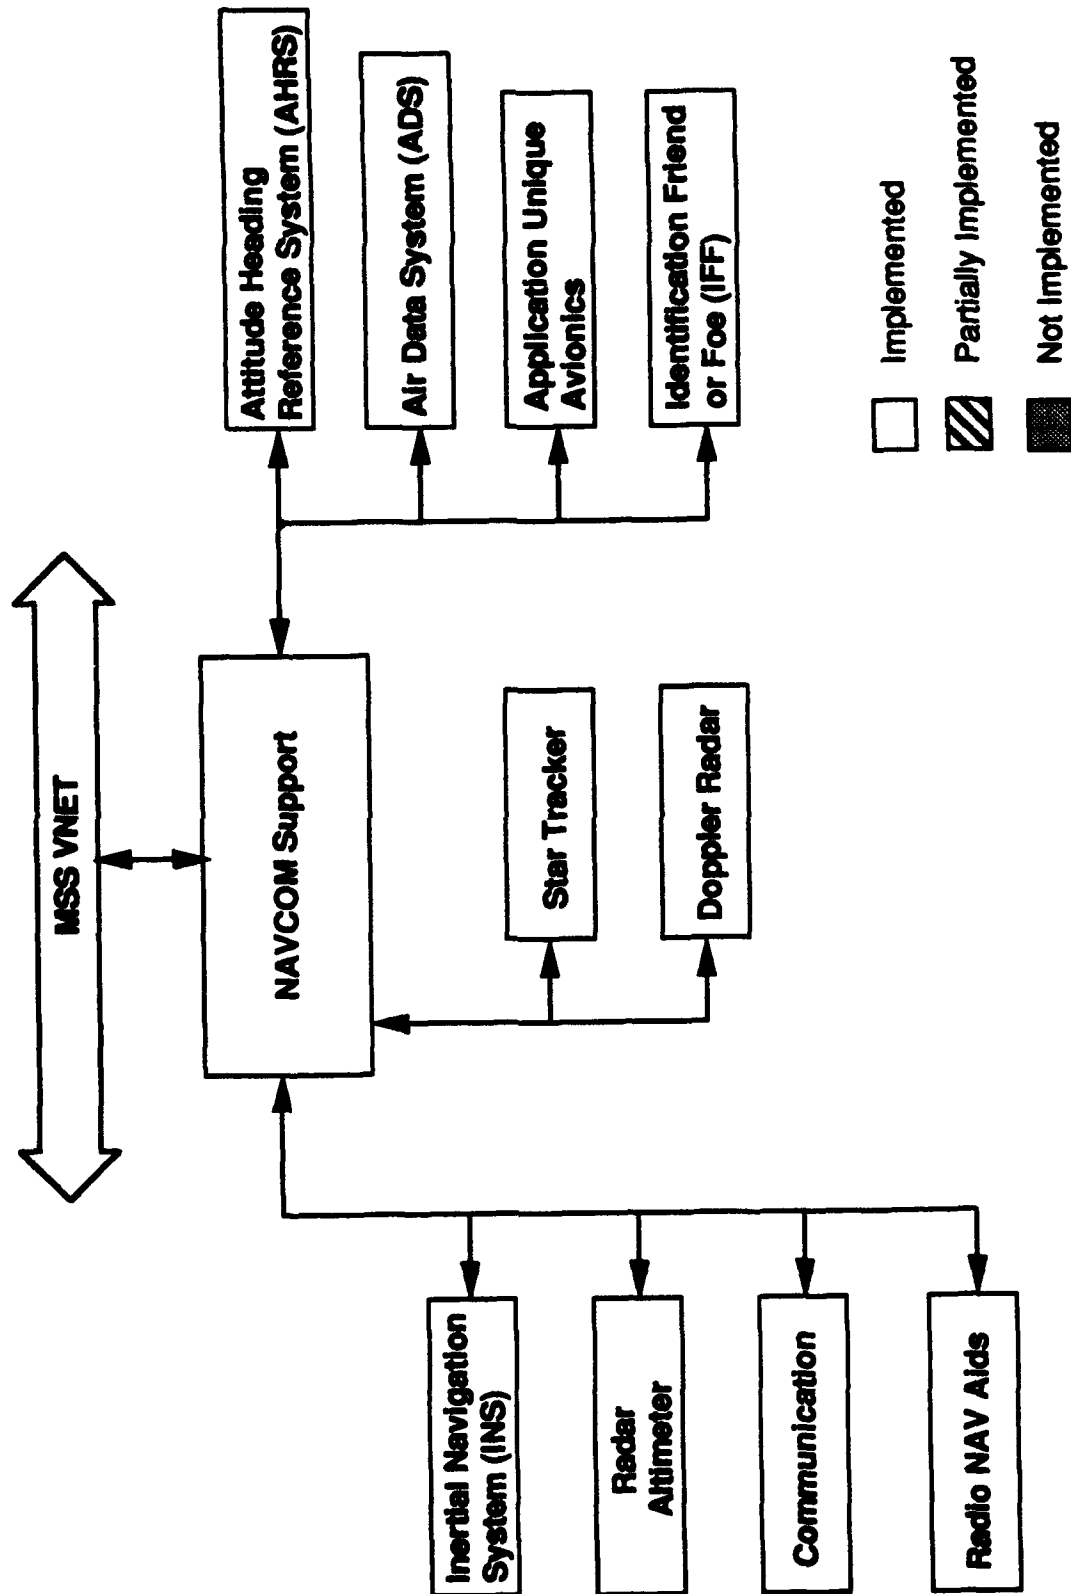 MSS VNET
NAVCOM Support
Inertial Navigation
System (INS)
Radar
Altimeter
Communication
Radio NAV Aids
Star Tracker
Doppler Radar
Attitude Heading
Reference System (AHRS)
Air Data System (ADS)
Application Unique
Avionics
Identification Friend
or Foe (IFF)
Implemented
Partially Implemented
Not Implemented